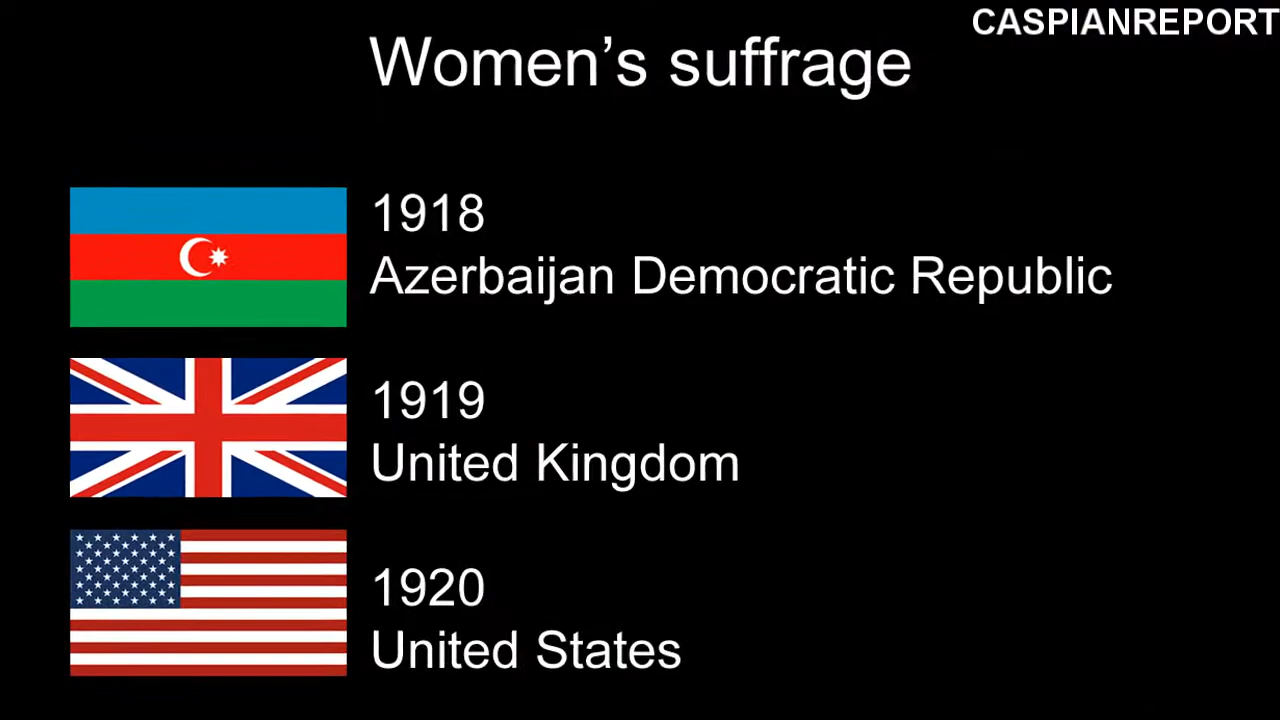 CASPIANREPORT
Women’s suffrage
1918
Azerbaijan Democratic Republic
1919
United Kingdom
1920
United States